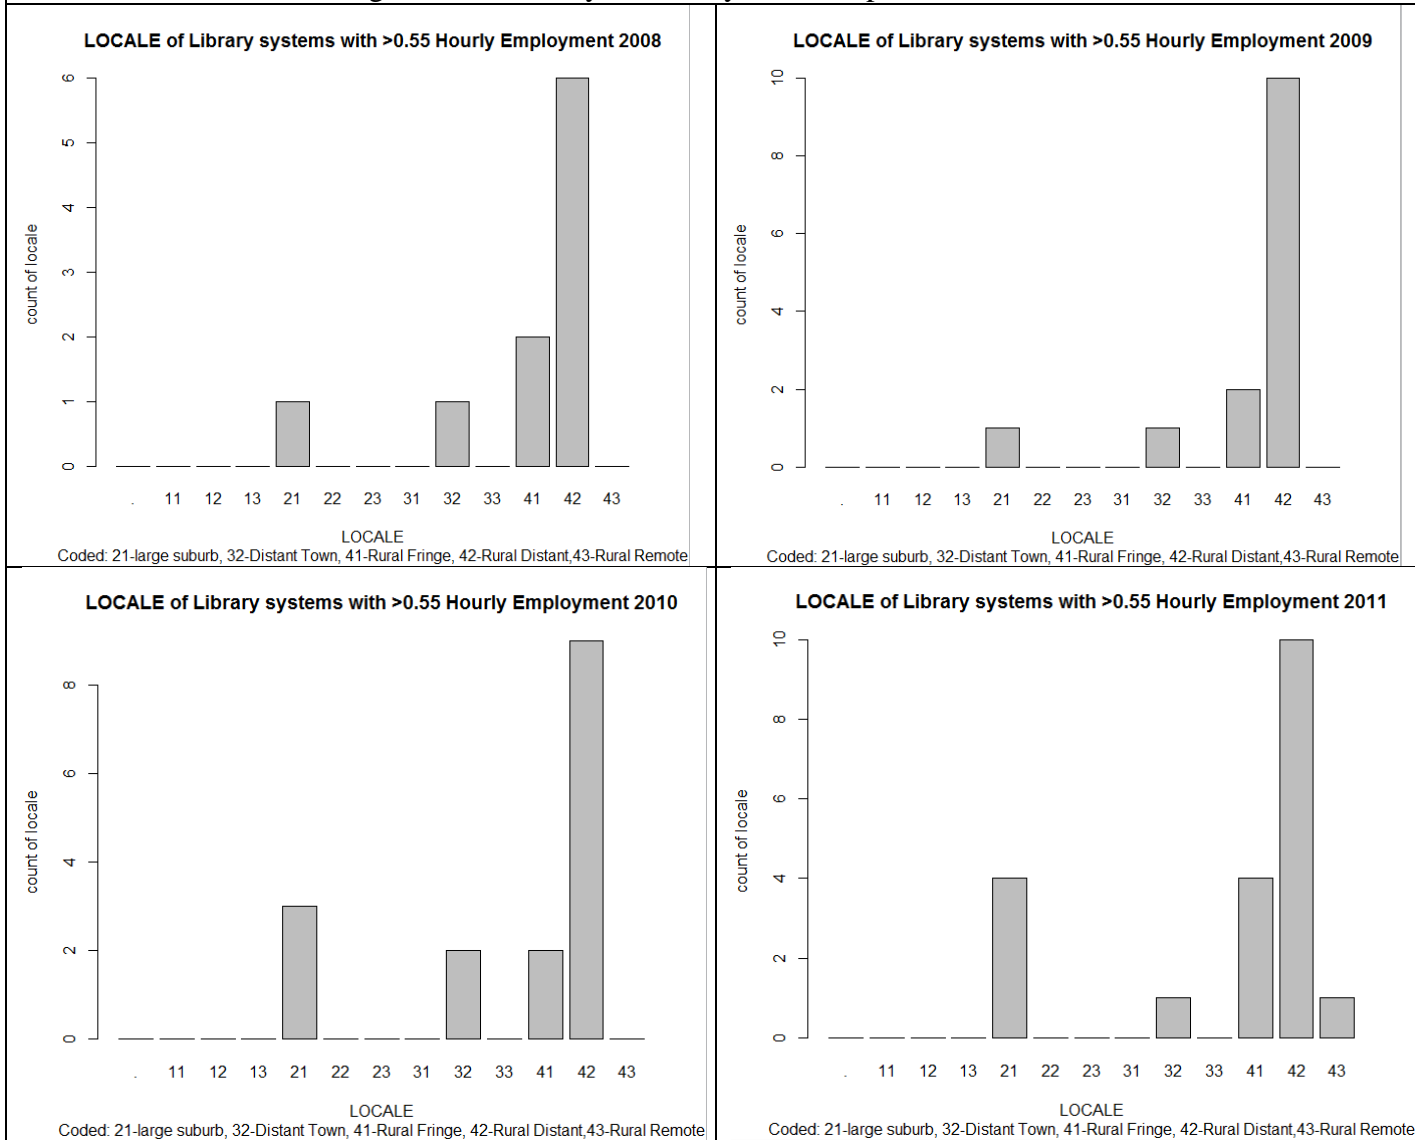 LOCALE of Library systems with >0.55 Hourly Employment 2008
6
5
4
3
2
1
0
count of locale
. 11 12 13 21 22 23 31 32 33 41 42 43
LOCALE
Coded: 21-large suburb, 32-Distant Town, 41-Rural Fringe, 42-Rural Distant,43-Rural Remote
LOCALE of Library systems with >0.55 Hourly Employment 2009
10
8
6
4
2
0
count of locale
. 11 12 13 21 22 23 31 32 33 41 42 43
LOCALE
Coded: 21-large suburb, 32-Distant Town, 41-Rural Fringe, 42-Rural Distant,43-Rural Remote
LOCALE of Library systems with >0.55 Hourly Employment 2010
8
6
4
2
0
count of locale
. 11 12 13 21 22 23 31 32 33 41 42 43
LOCALE
Coded: 21-large suburb, 32-Distant Town, 41-Rural Fringe, 42-Rural Distant,43-Rural Remote
LOCALE of Library systems with >0.55 Hourly Employment 2011
10
8
6
4
2
0
count of locale
. 11 12 13 21 22 23 31 32 33 41 42 43
LOCALE
Coded: 21-large suburb, 32-Distant Town, 41-Rural Fringe, 42-Rural Distant,43-Rural Remote